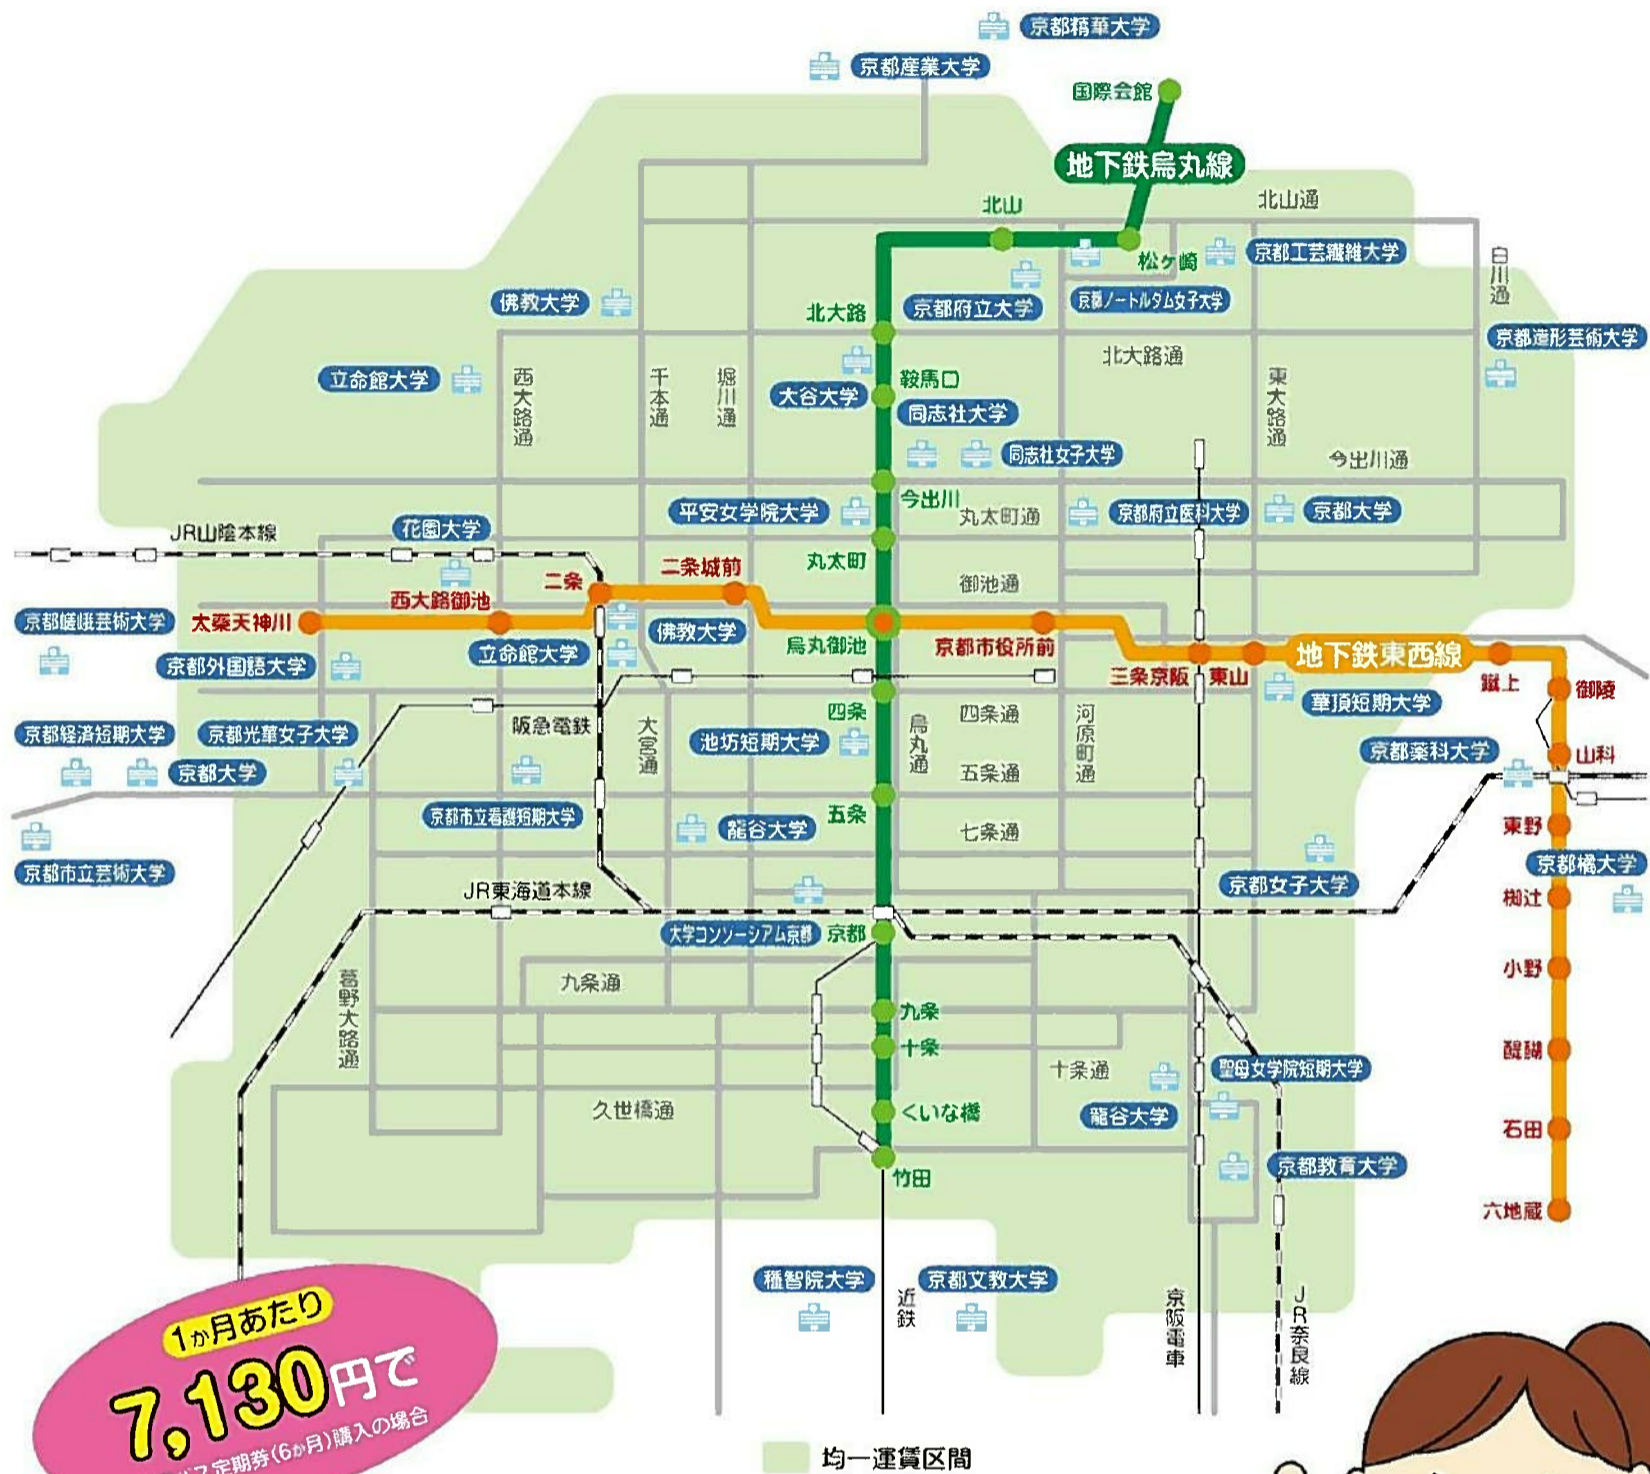 京都精華大学
京都産業大学
国際会館
地下鉄烏丸線
北山
北山通
松ヶ崎
京都工芸繊維大学
白川通
佛教大学
北大路
京都府立大学
京都ノートルダム女子大学
京都造形芸術大学
北大路通
立命館大学
西大路通
千本通
堀川通
大谷大学
鞍馬口
同志社大学
東大路通
同志社女子大学
今出川通
今出川
平安女学院大学
丸太町通
京都府立医科大学
京都大学
JR山陰本線
花園大学
丸太町
二条城前
二条
御池通
西大路御池
京都嵯峨芸術大学
太秦天神川
佛教大学
烏丸御池
京都市役所前
立命館大学
京都外国語大学
地下鉄東西線
三条京阪
東山
蹴上
御陵
華頂短期大学
四条
四条通
烏丸通
河原町通
阪急電鉄
大宮通
池坊短期大学
京都経済短期大学
京都光華女子大学
京都大学
京都薬科大学
山科
五条通
京都市立看護短期大学
五条
龍谷大学
七条通
東野
京都市立芸術大学
京都橘大学
京都女子大学
JR東海道本線
椥辻
大学コンソーシアム京都
京都
小野
葛野大路通
九条通
九条
十条
醍醐
十条通
聖母女学院短期大学
久世橋通
くいな橋
龍谷大学
石田
京都教育大学
竹田
六地蔵
種智院大学
京都文教大学
近鉄
京阪電車
JR奈良線
1か月あたり
7,130円で
定期券(6か月)購入の場合
均一運賃区間